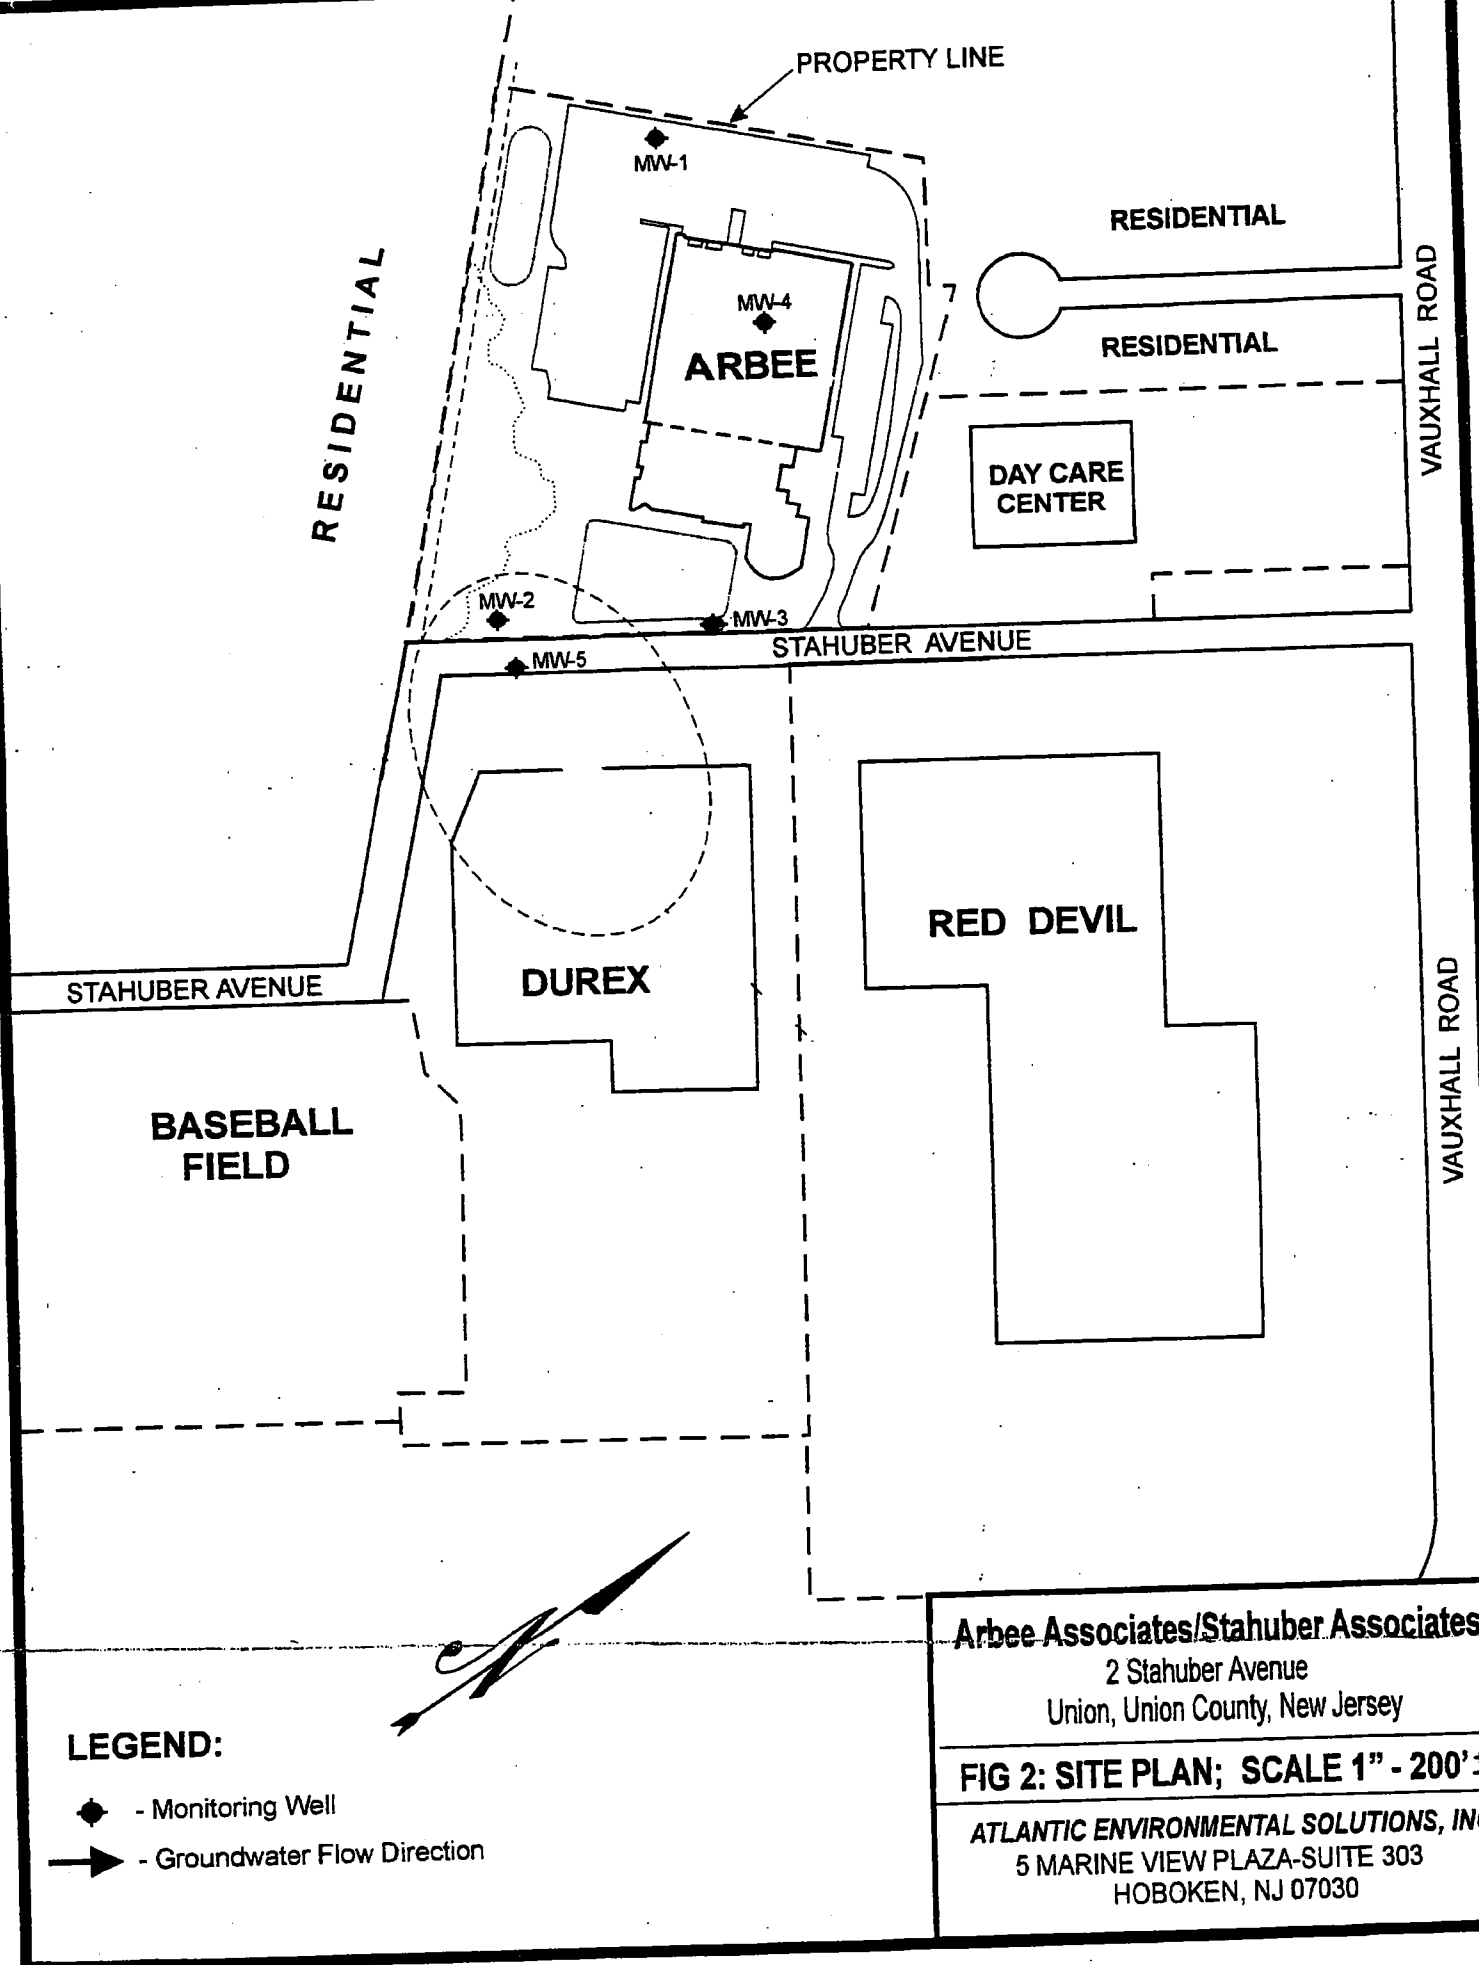 PROPERTY LINE
MW-1
RESIDENTIAL
RESIDENTIAL
VAUXHALL ROAD
MW-4
ARBEE
RESIDENTIAL
DAY CARE
CENTER
MW-2
MW-3
STAHUBER AVENUE
MW-5
RED DEVIL
DUREX
STAHUBER AVENUE
VAUXHALL ROAD
BASEBALL
FIELD
N
Arbee Associates/Stahuber Associates
2 Stahuber Avenue
Union, Union County, New Jersey
FIG 2: SITE PLAN; SCALE 1" - 200'±
ATLANTIC ENVIRONMENTAL SOLUTIONS, INC
5 MARINE VIEW PLAZA-SUITE 303
HOBOKEN, NJ 07030
LEGEND:
- Monitoring Well
- Groundwater Flow Direction